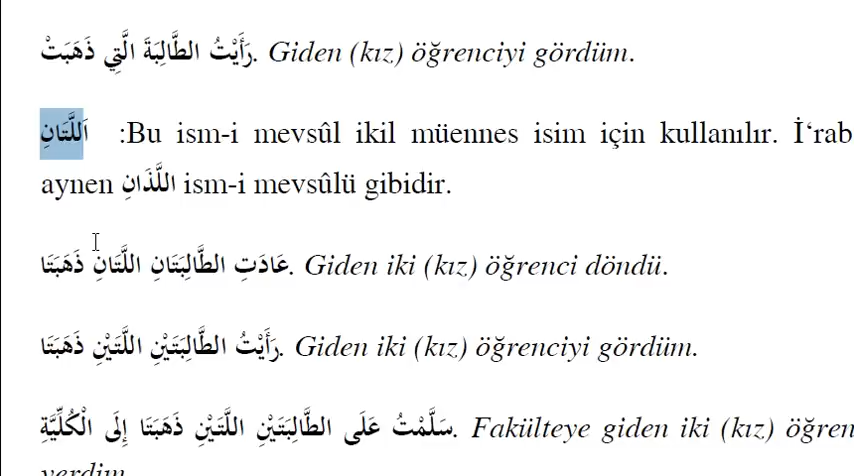 رَأَيْتُ الطَّالِبَةَ الَّتِي ذَهَبَتْ. Giden (kız) öğrenciyi gördüm.
اَللَّتَانِ :Bu ism-i mevsûl ikil müennes isim için kullanılır. İ‘rab
aynen اللَّذَانِ ism-i mevsûlü gibidir.
عَادَتِ الطَّالِبَتَانِ اللَّتَانِ ذَهَبَتَا. Giden iki (kız) öğrenci döndü.
رَأَيْتُ الطَّالِبَتَيْنِ اللَّتَيْنِ ذَهَبَتَا. Giden iki (kız) öğrenciyi gördüm.
سَلَّمْتُ عَلَى الطَّالِبَتَيْنِ اللَّتَيْنِ ذَهَبَتَا إِلَى الْكُلِّيَّةِ. Fakülteye giden iki (kız) öğren
verdim